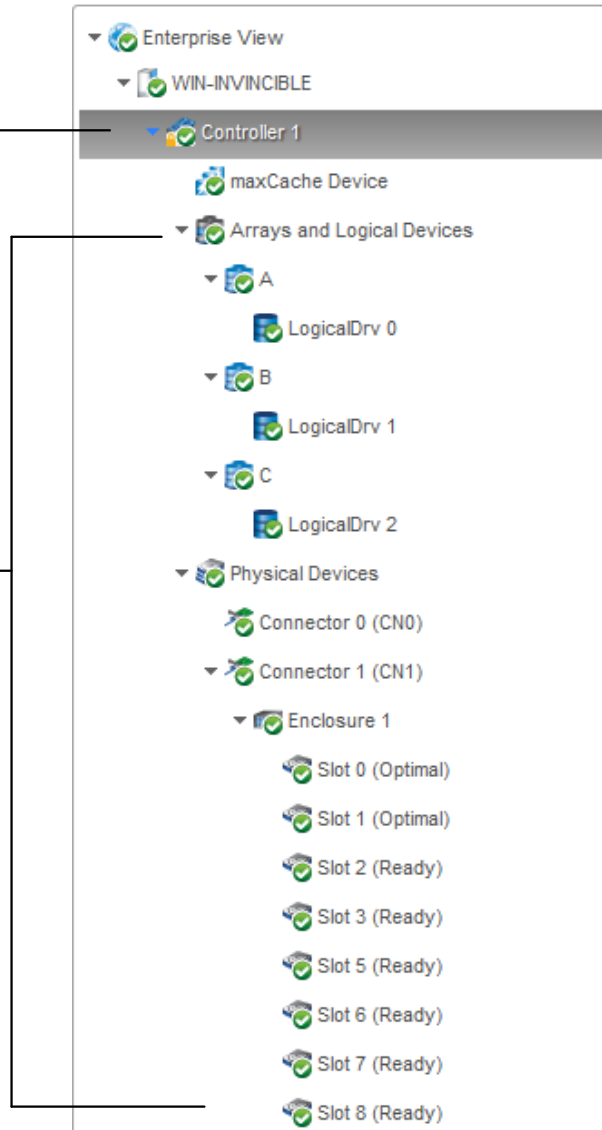 Enterprise View
WIN-INVINCIBLE
Controller 1
maxCache Device
Arrays and Logical Devices
A
LogicalDrv 0
B
LogicalDrv 1
C
LogicalDrv 2
Physical Devices
Connector 0 (CN0)
Connector 1 (CN1)
Enclosure 1
Slot 0 (Optimal)
Slot 1 (Optimal)
Slot 2 (Ready)
Slot 3 (Ready)
Slot 5 (Ready)
Slot 6 (Ready)
Slot 7 (Ready)
Slot 8 (Ready)